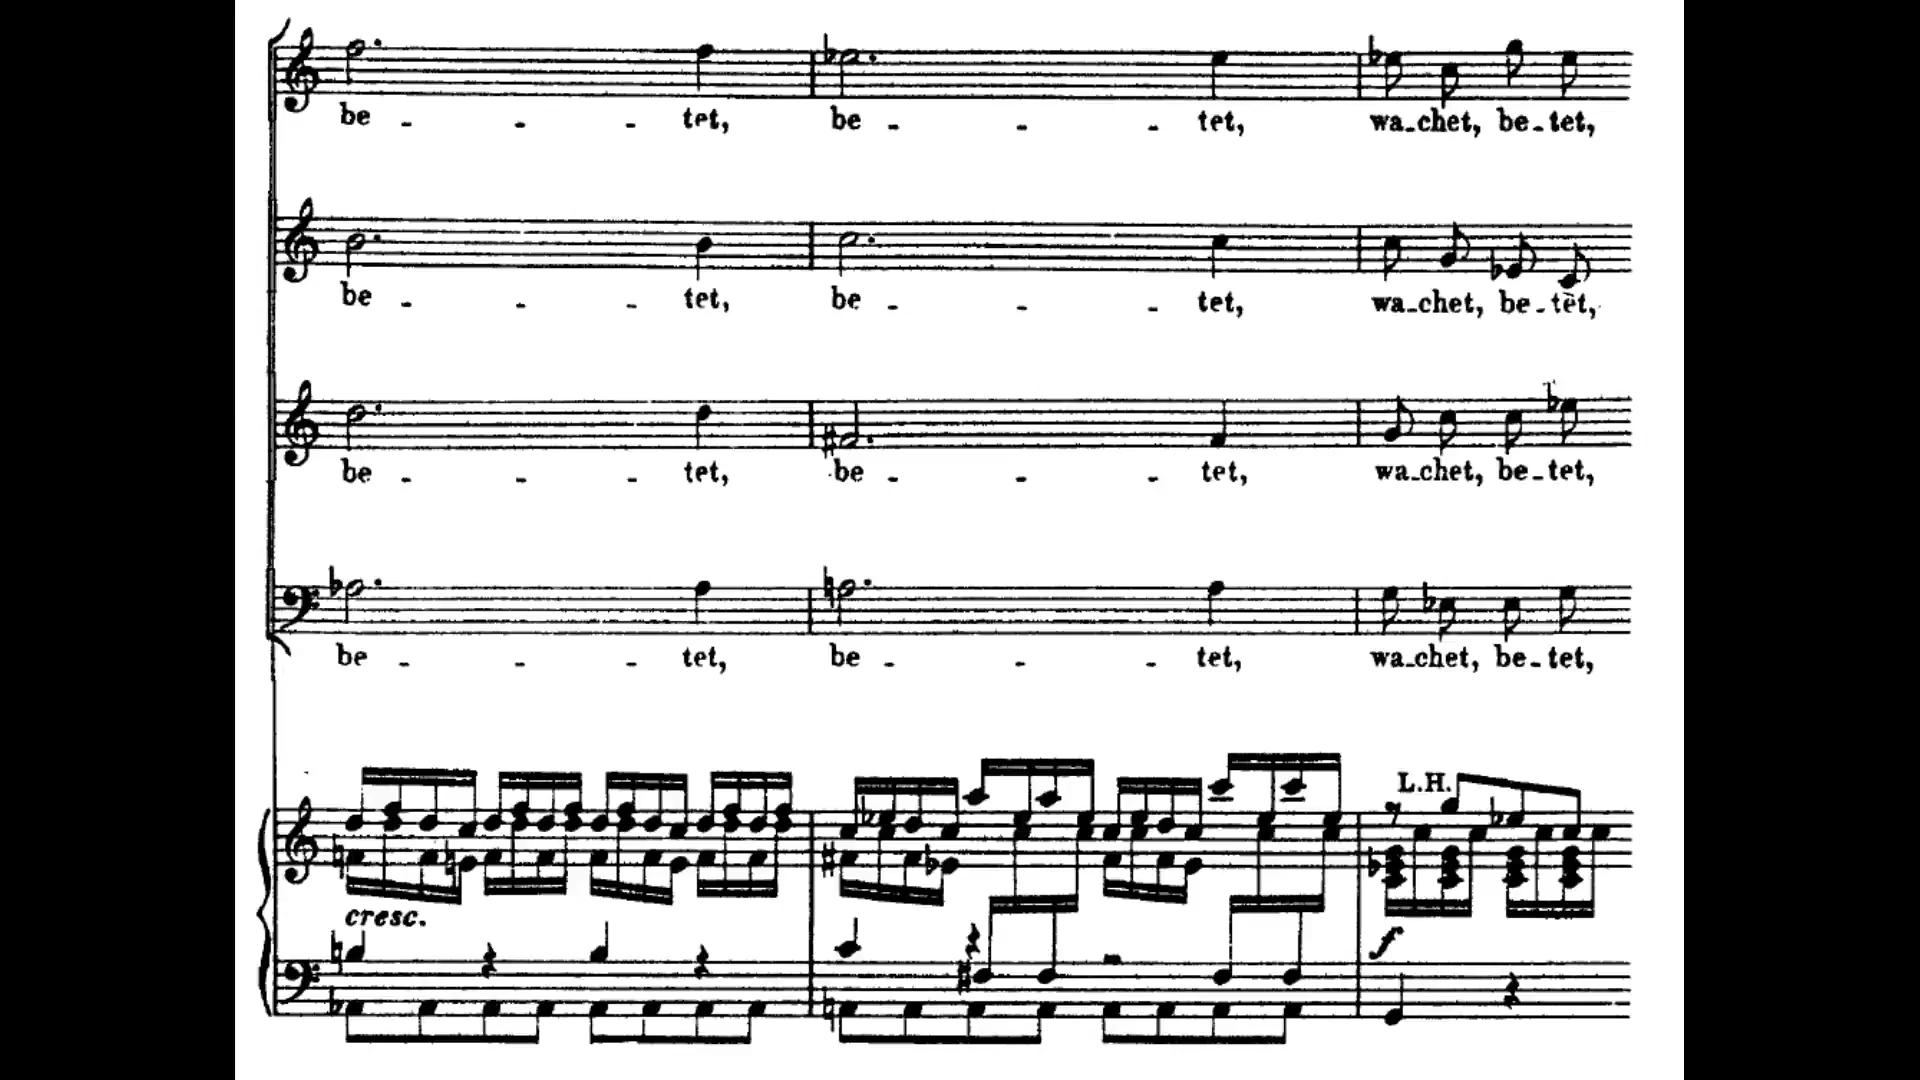 be - - - tet, be - - - tet, wa-chet, be-tet,
be - - - tet, be - - - tet, wa-chet, be-tet,
be - - - tet, be - - - tet, wa-chet, be-tet,
be - - - tet, be - - - tet, wa-chet, be-tet,
L.H.
cresc.
f